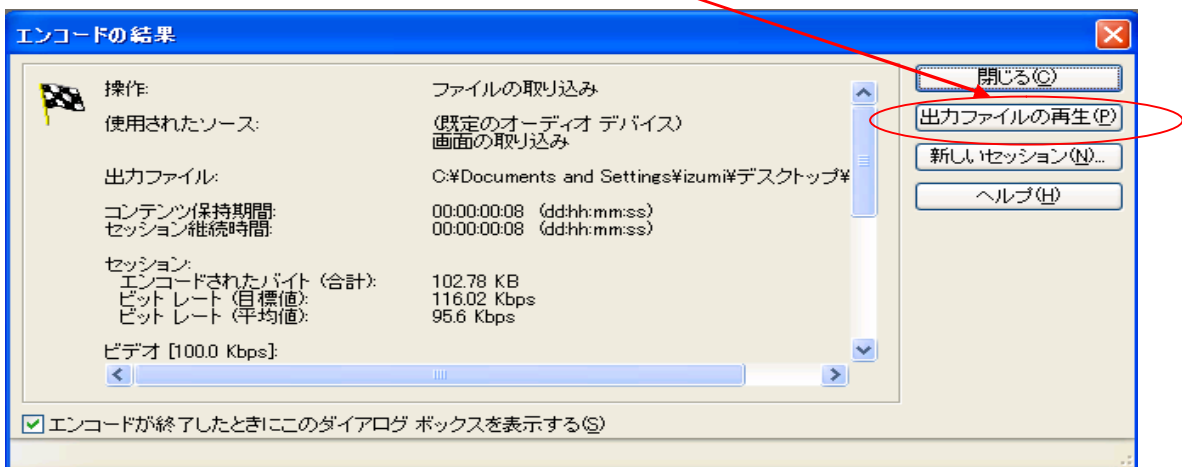 エンコードの結果
操作: ファイルの取り込み
使用されたソース: (既定のオーディオ デバイス)
画面の取り込み
出力ファイル: C:¥Documents and Settings¥izumi¥デスクトップ¥
コンテンツ保持期間: 00:00:00:08 (dd:hh:mm:ss)
セッション継続時間: 00:00:00:08 (dd:hh:mm:ss)
セッション:
エンコードされたバイト (合計): 102.78 KB
ビット レート (目標値): 116.02 Kbps
ビット レート (平均値): 95.6 Kbps
ビデオ [100.0 Kbps]:
エンコードが終了したときにこのダイアログ ボックスを表示する(S)
閉じる(C)
出力ファイルの再生(P)
新しいセッション(N)...
ヘルプ(H)